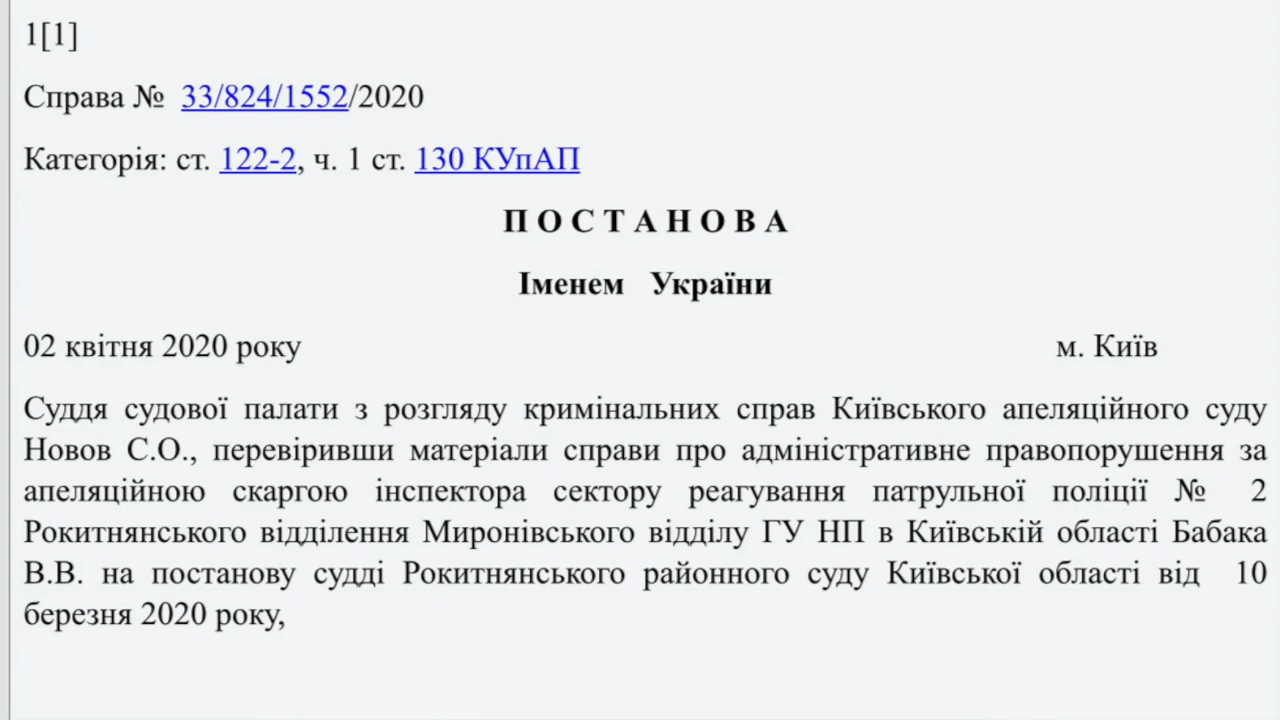 1[1]
Справа № 33/824/1552/2020
Категорія: ст. 122-2, ч. 1 ст. 130 КУпАП
П О С Т А Н О В А
Іменем України
02 квітня 2020 року м. Київ
Суддя судової палати з розгляду кримінальних справ Київського апеляційного суду
Новов С.О., перевіривши матеріали справи про адміністративне правопорушення за
апеляційною скаргою інспектора сектору реагування патрульної поліції № 2
Рокитнянського відділення Миронівського відділу ГУ НП в Київській області Бабака
В.В. на постанову судді Рокитнянського районного суду Київської області від 10
березня 2020 року,